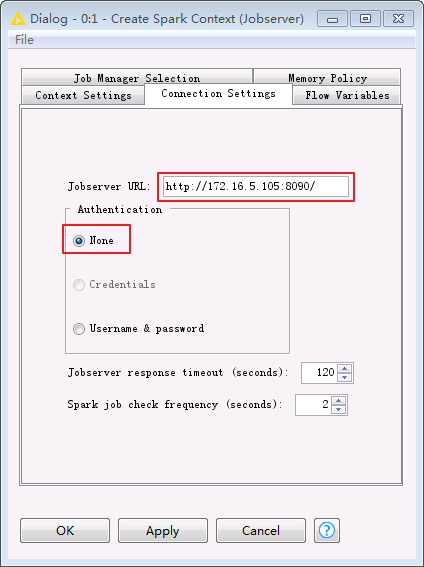 Dialog - 0:1 - Create Spark Context (Jobserver)
File
Job Manager Selection Memory Policy
Context Settings Connection Settings Flow Variables
Jobserver URL: http://172.16.5.105:8090/
Authentication
None
Credentials
Username & password
Jobserver response timeout (seconds): 120
Spark job check frequency (seconds): 2
OK Apply Cancel ?